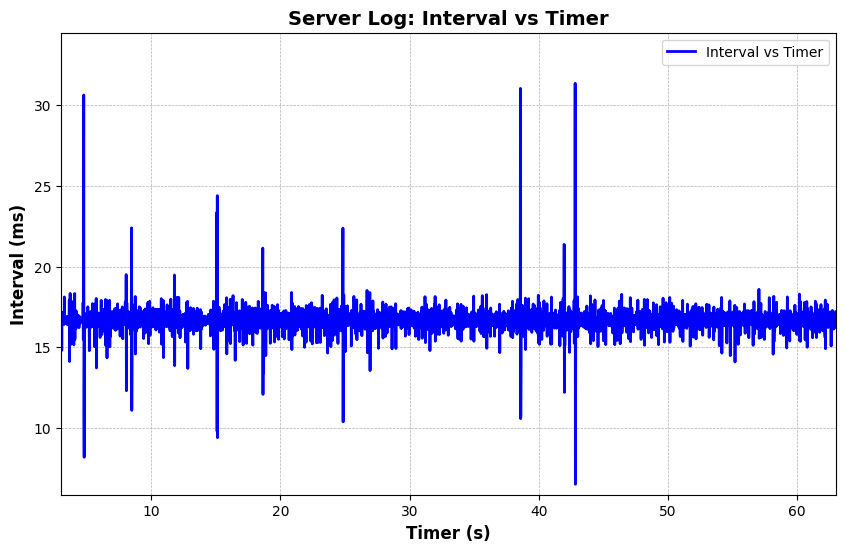 Server Log: Interval vs Timer
Interval vs Timer
Interval (ms)
30
25
20
15
10
10 20 30 40 50 60
Timer (s)